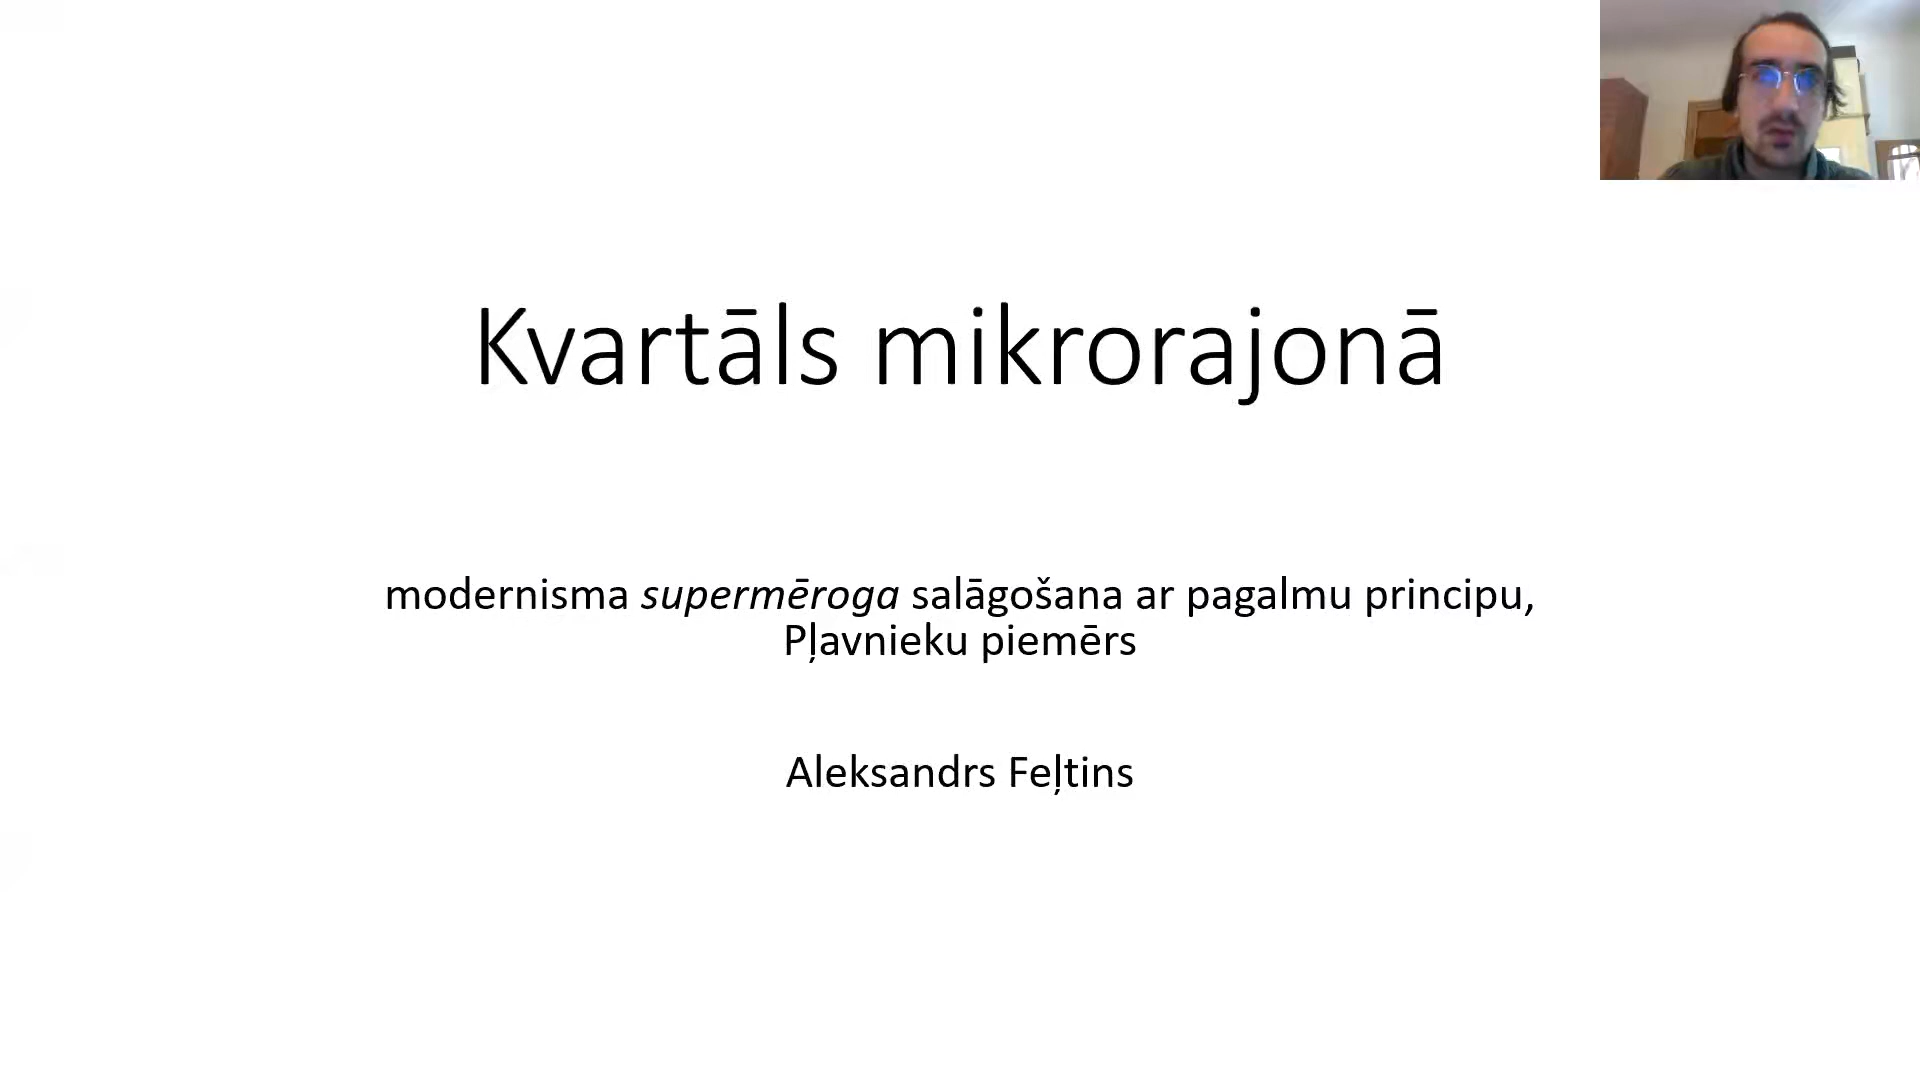 Kvartāls mikrorajonā
modernisma supermēroga salāgošana ar pagalmu principu,
Pļavnieku piemērs
Aleksandrs Feļtins